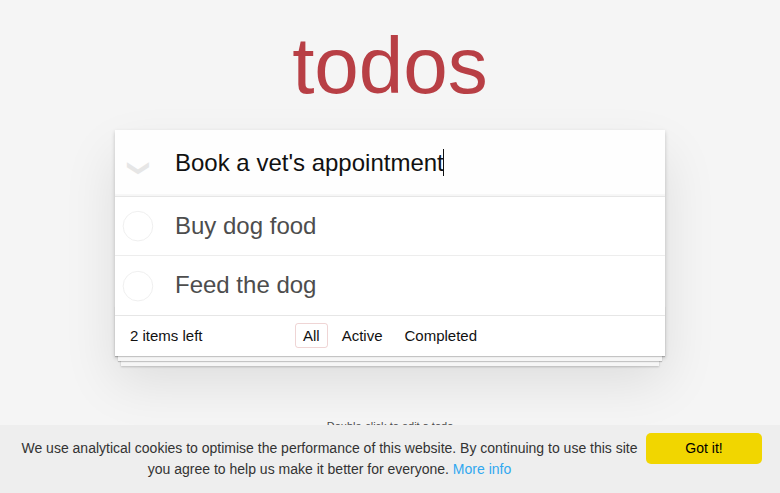 todos
Book a vet's appointment
Buy dog food
Feed the dog
2 items left All Active Completed
Double-click to edit a todo
We use analytical cookies to optimise the performance of this website. By continuing to use this site
you agree to help us make it better for everyone. More info
Got it!